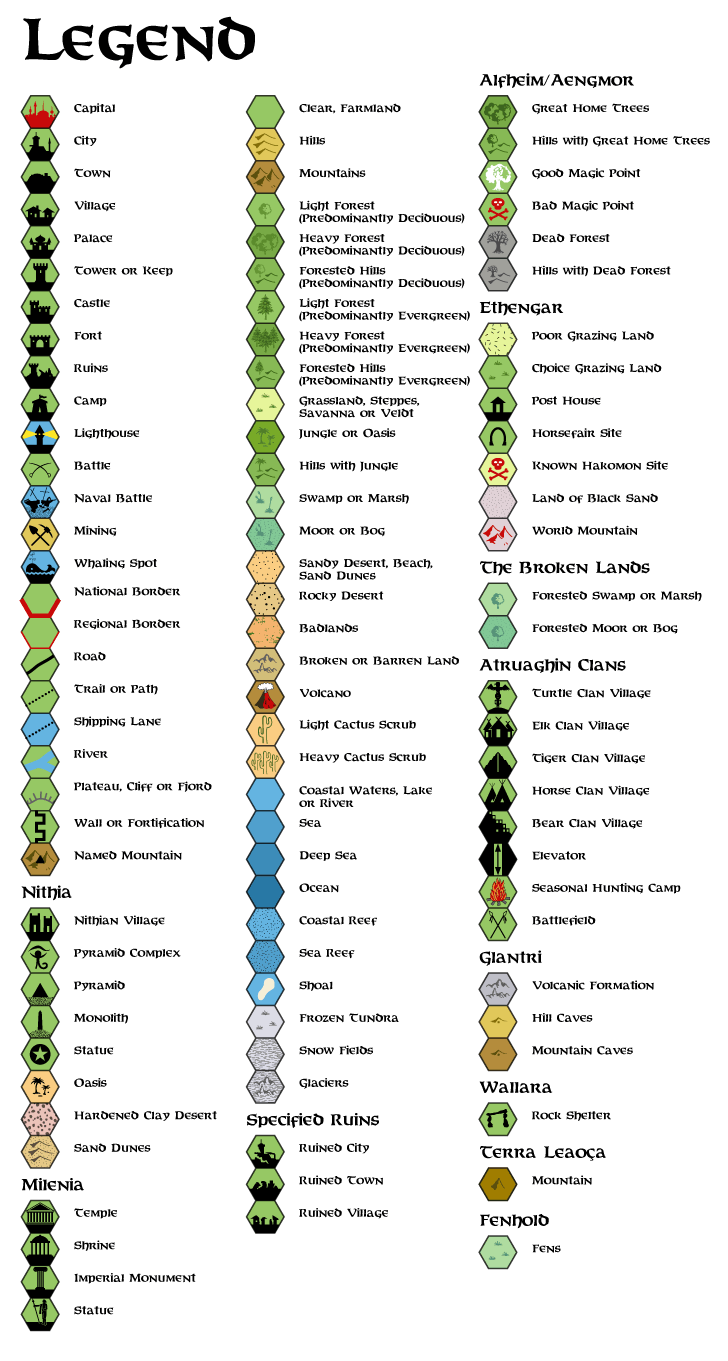 Legend
Capital
City
Town
Village
Palace
Tower or Keep
Castle
Fort
Ruins
Camp
Lighthouse
Battle
Naval Battle
Mining
Whaling Spot
National Border
Regional Border
Road
Trail or Path
Shipping Lane
River
Plateau, Cliff or Fjord
Wall or Fortification
Named Mountain
Nithia
Nithian Village
Pyramid Complex
Pyramid
Monolith
Statue
Oasis
Hardened Clay Desert
Sand Dunes
Milenia
Temple
Shrine
Imperial Monument
Statue
Clear, Farmland
Hills
Mountains
Light Forest
(Predominantly Deciduous)
Heavy Forest
(Predominantly Deciduous)
Forested Hills
(Predominantly Deciduous)
Light Forest
(Predominantly Evergreen)
Heavy Forest
(Predominantly Evergreen)
Forested Hills
(Predominantly Evergreen)
Grassland, Steppes,
Savanna or Veldt
Jungle or Oasis
Hills with Jungle
Swamp or Marsh
Moor or Bog
Sandy Desert, Beach,
Sand Dunes
Rocky Desert
Badlands
Broken or Barren Land
Volcano
Light Cactus Scrub
Heavy Cactus Scrub
Coastal Waters, Lake
or River
Sea
Deep Sea
Ocean
Coastal Reef
Sea Reef
Shoal
Frozen Tundra
Snow Fields
Glaciers
Specified Ruins
Ruined City
Ruined Town
Ruined Village
Alfheim/Aengmor
Great Home Trees
Hills with Great Home Trees
Good Magic Point
Bad Magic Point
Dead Forest
Hills with Dead Forest
Ethengar
Poor Grazing Land
Choice Grazing Land
Post House
Horsefair Site
Known Hakomon Site
Land of Black Sand
World Mountain
The Broken Lands
Forested Swamp or Marsh
Forested Moor or Bog
Atruaghin Clans
Turtle Clan Village
Elk Clan Village
Tiger Clan Village
Horse Clan Village
Bear Clan Village
Elevator
Seasonal Hunting Camp
Battlefield
Glantri
Volcanic Formation
Hill Caves
Mountain Caves
Wallara
Rock Shelter
Terra Leaoça
Mountain
Fenhold
Fens